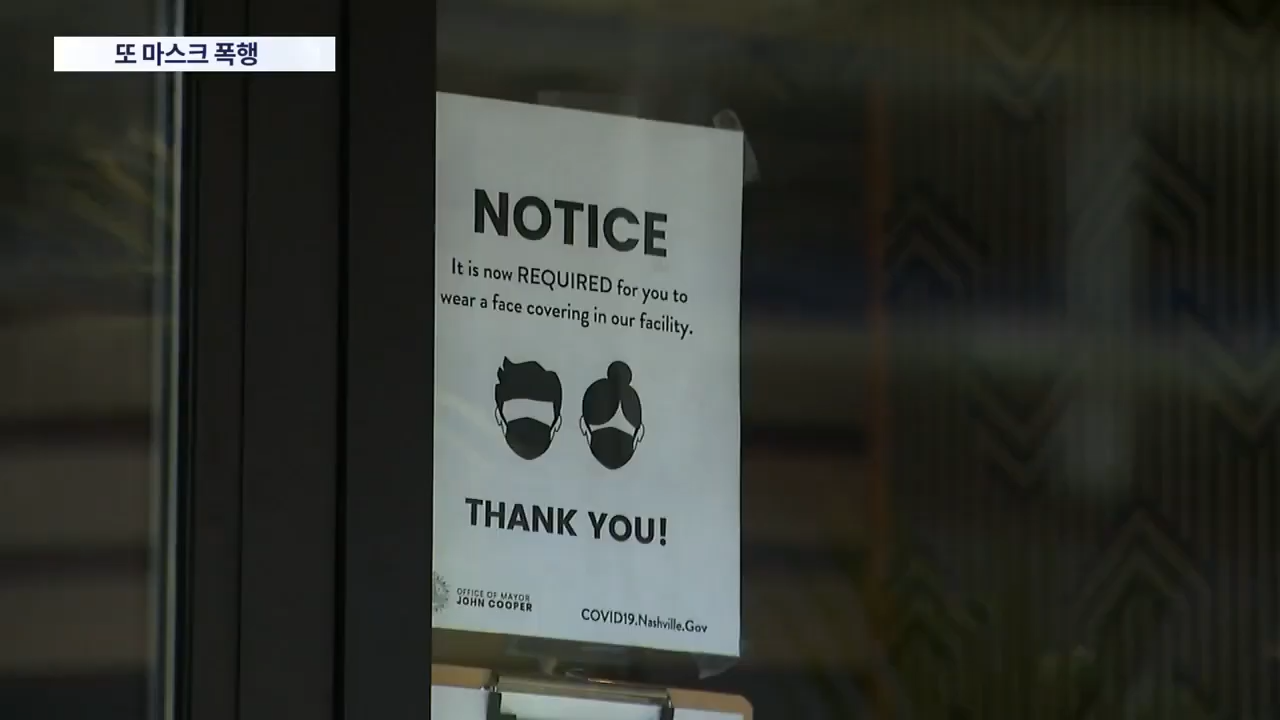 또 마스크 폭행
NOTICE
It is now REQUIRED for you to
wear a face covering in our facility.
THANK YOU!
OFFICE OF MAYOR
JOHN COOPER
COVID19.Nashville.Gov